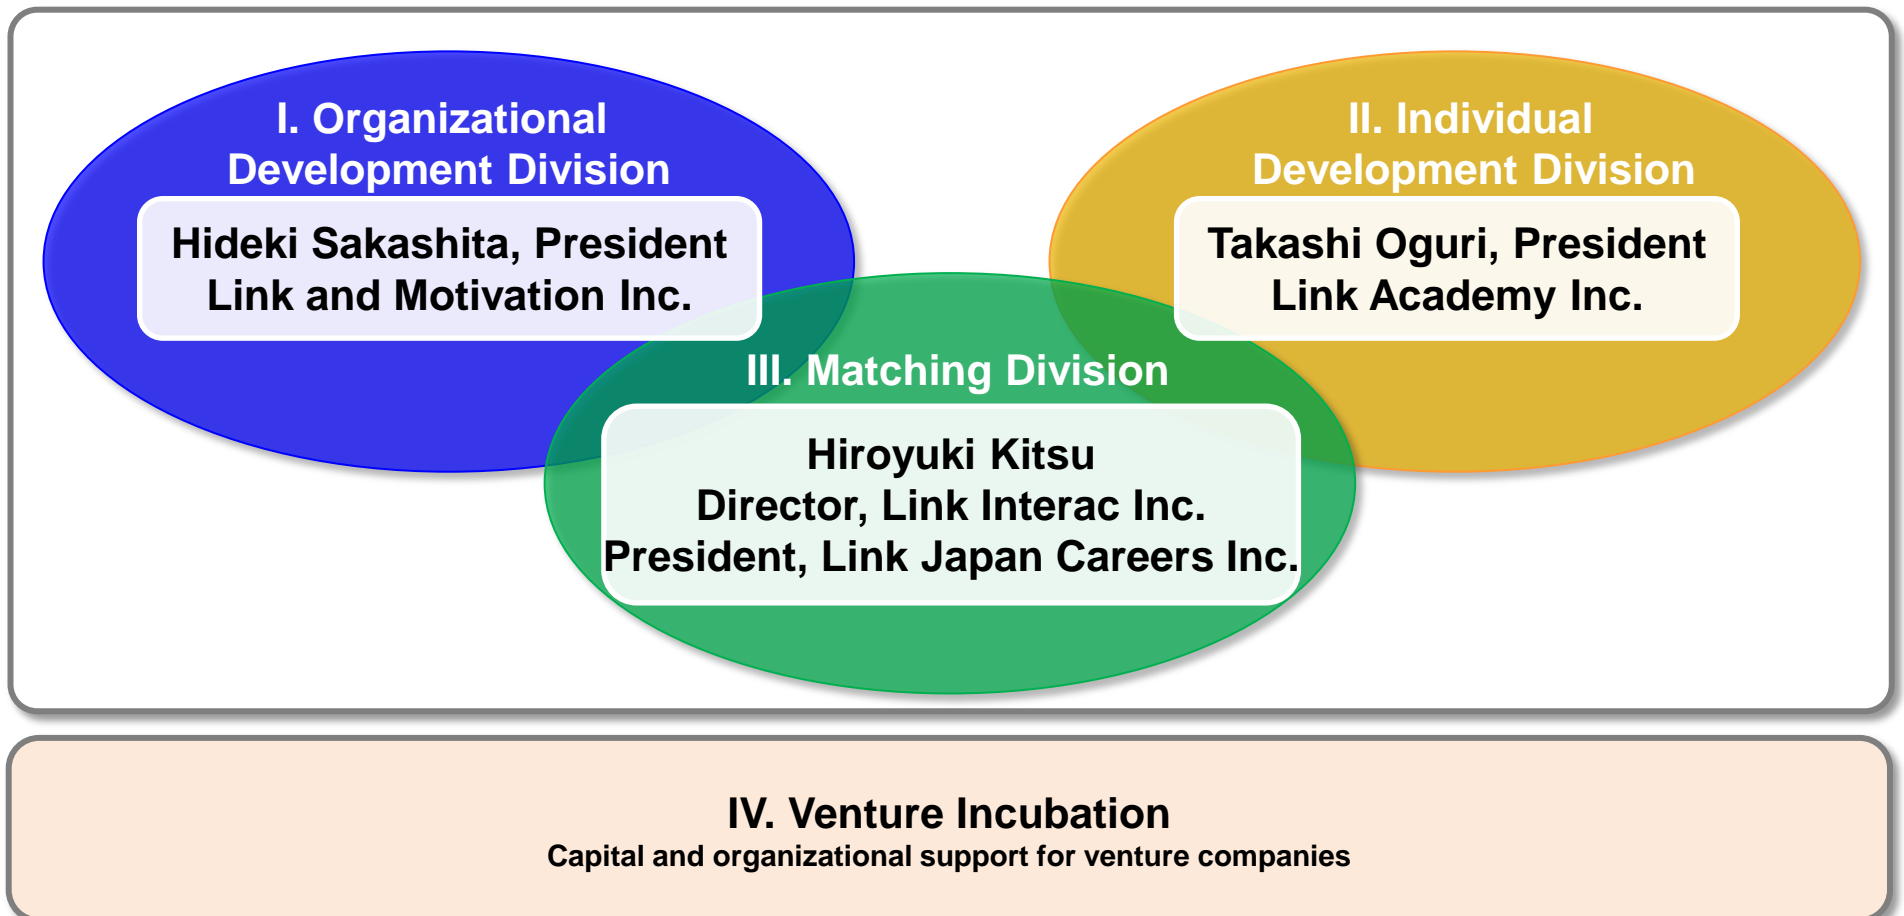 I. Organizational
Development Division
Hideki Sakashita, President
Link and Motivation Inc.
II. Individual
Development Division
Takashi Oguri, President
Link Academy Inc.
III. Matching Division
Hiroyuki Kitsu
Director, Link Interac Inc.
President, Link Japan Careers Inc.
IV. Venture Incubation
Capital and organizational support for venture companies